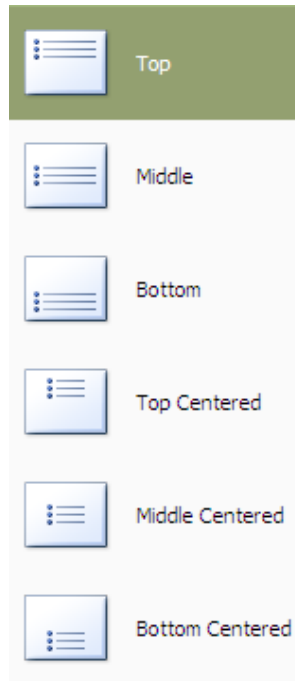 Top
Middle
Bottom
Top Centered
Middle Centered
Bottom Centered